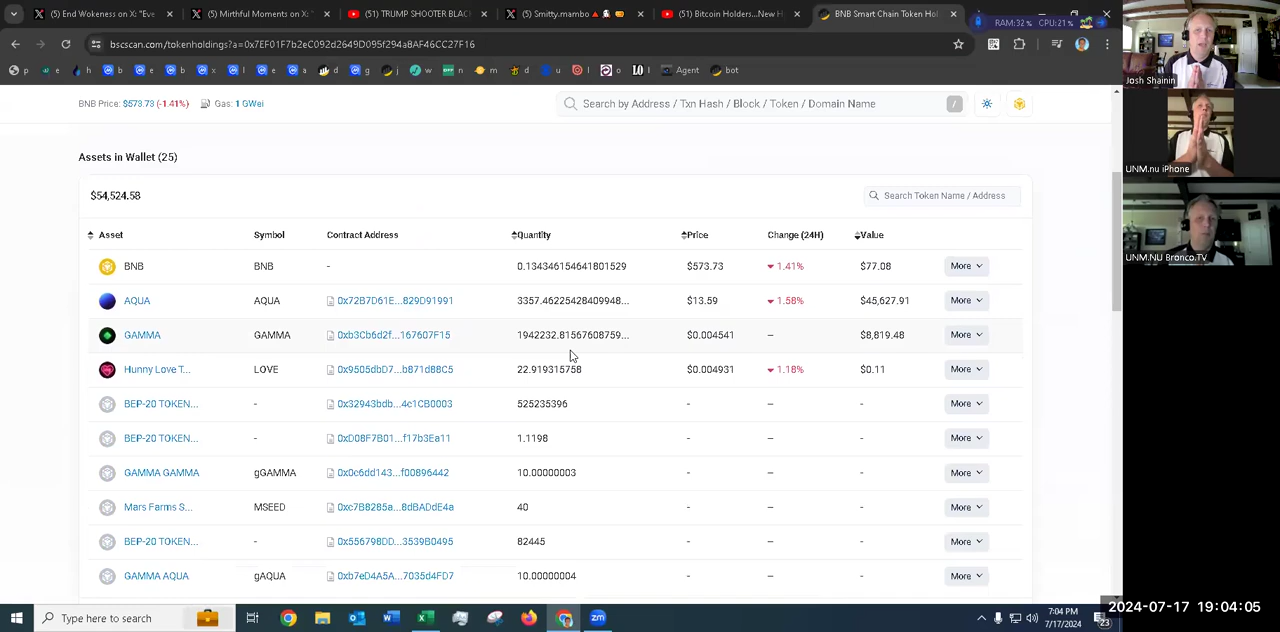 (5) End Wokeness on X: "Eve
Mirthful Moments on X: "
(51) TRUMP SHOOTER BLAC
(5) Smitty.mambo
(51) Bitcoin Holders...New H
BNB Smart Chain Token Hol
RAM:32 % CPU:21 %
bscscan.com/tokenholdings?a=0x7EF01F7b2eC092d2649D095f294a8AF46CC27F16
p e h b e b x l e a d g j w n m d u l o Agent bot
BNB Price: $573.73 (-1.41%) Gas: 1 GWei
Search by Address / Txn Hash / Block / Token / Domain Name /
Assets in Wallet (25)
$54,524.58 Search Token Name / Address
Asset Symbol Contract Address Quantity Price Change (24H) Value
BNB BNB - 0.134346154641801529 $573.73 1.41% $77.08 More
AQUA AQUA 0x72B7D61E...829D91991 3357.46225428409948... $13.59 1.58% $45,627.91 More
GAMMA GAMMA 0xb3Cb6d2f...167607F15 1942232.81567608759... $0.004541 – $8,819.48 More
Hunny Love T... LOVE 0x9505dbD7...b871d88C5 22.919315758 $0.004931 1.18% $0.11 More
BEP-20 TOKEN... - 0x32943bdb...4c1CB0003 525235396 - – - More
BEP-20 TOKEN... - 0xD08F7B01...f17b3Ea11 1.1198 - – - More
GAMMA GAMMA gGAMMA 0x0c6dd143...f00896442 10.00000003 - – - More
Mars Farms S... MSEED 0xc7B8285a...8dBADdE4a 40 - – - More
BEP-20 TOKEN... - 0x556798DD...3539B0495 82445 - – - More
GAMMA AQUA gAQUA 0xb7eD4A5A...7035d4FD7 10.00000004 - – - More
Type here to search
7:04 PM
7/17/2024
23
Josh Shainin
UNM.nu iPhone
UNM.NU Bronco.TV
2024-07-17 19:04:05